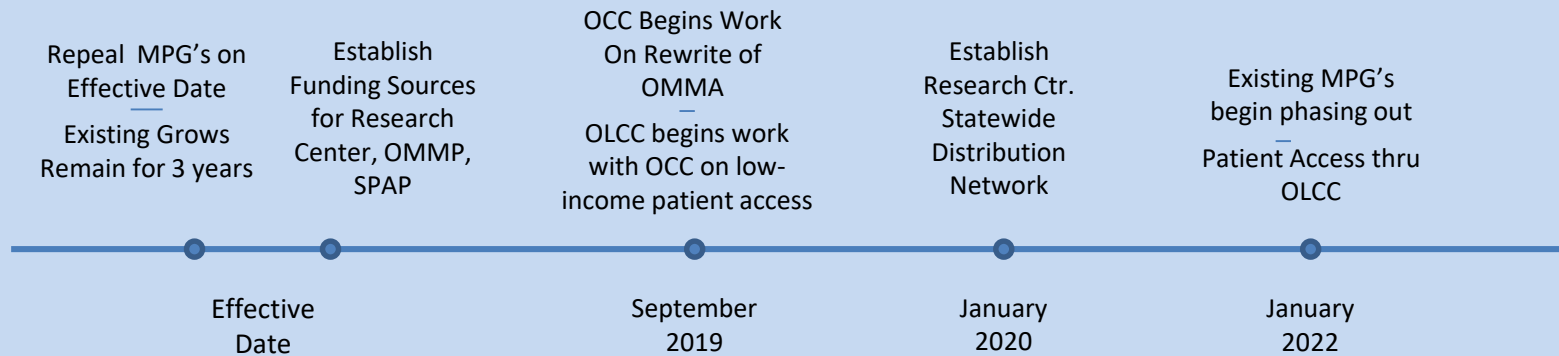 Repeal MPG's on
Effective Date
Existing Grows
Remain for 3 years
Establish
Funding Sources
for Research
Center, OMMP,
SPAP
OCC Begins Work
On Rewrite of
OMMA
OLCC begins work
with OCC on low-
income patient access
Establish
Research Ctr.
Statewide
Distribution
Network
Existing MPG's
begin phasing out
Patient Access thru
OLCC
Effective
Date
September
2019
January
2020
January
2022